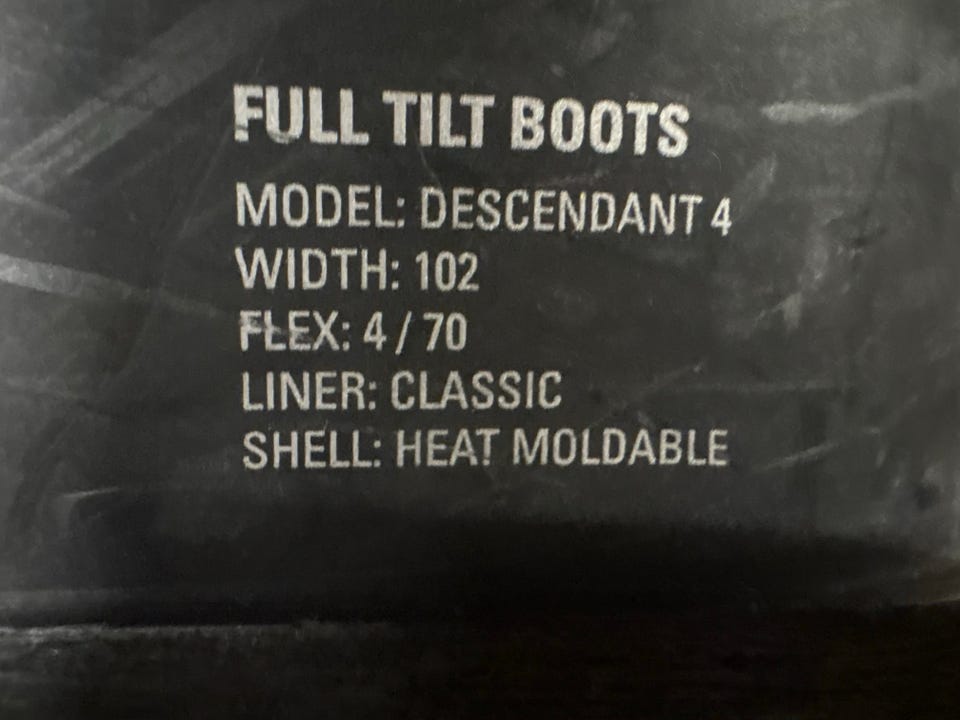 FULL TILT BOOTS
MODEL: DESCENDANT 4
WIDTH: 102
FLEX: 4 / 70
LINER: CLASSIC
SHELL: HEAT MOLDABLE